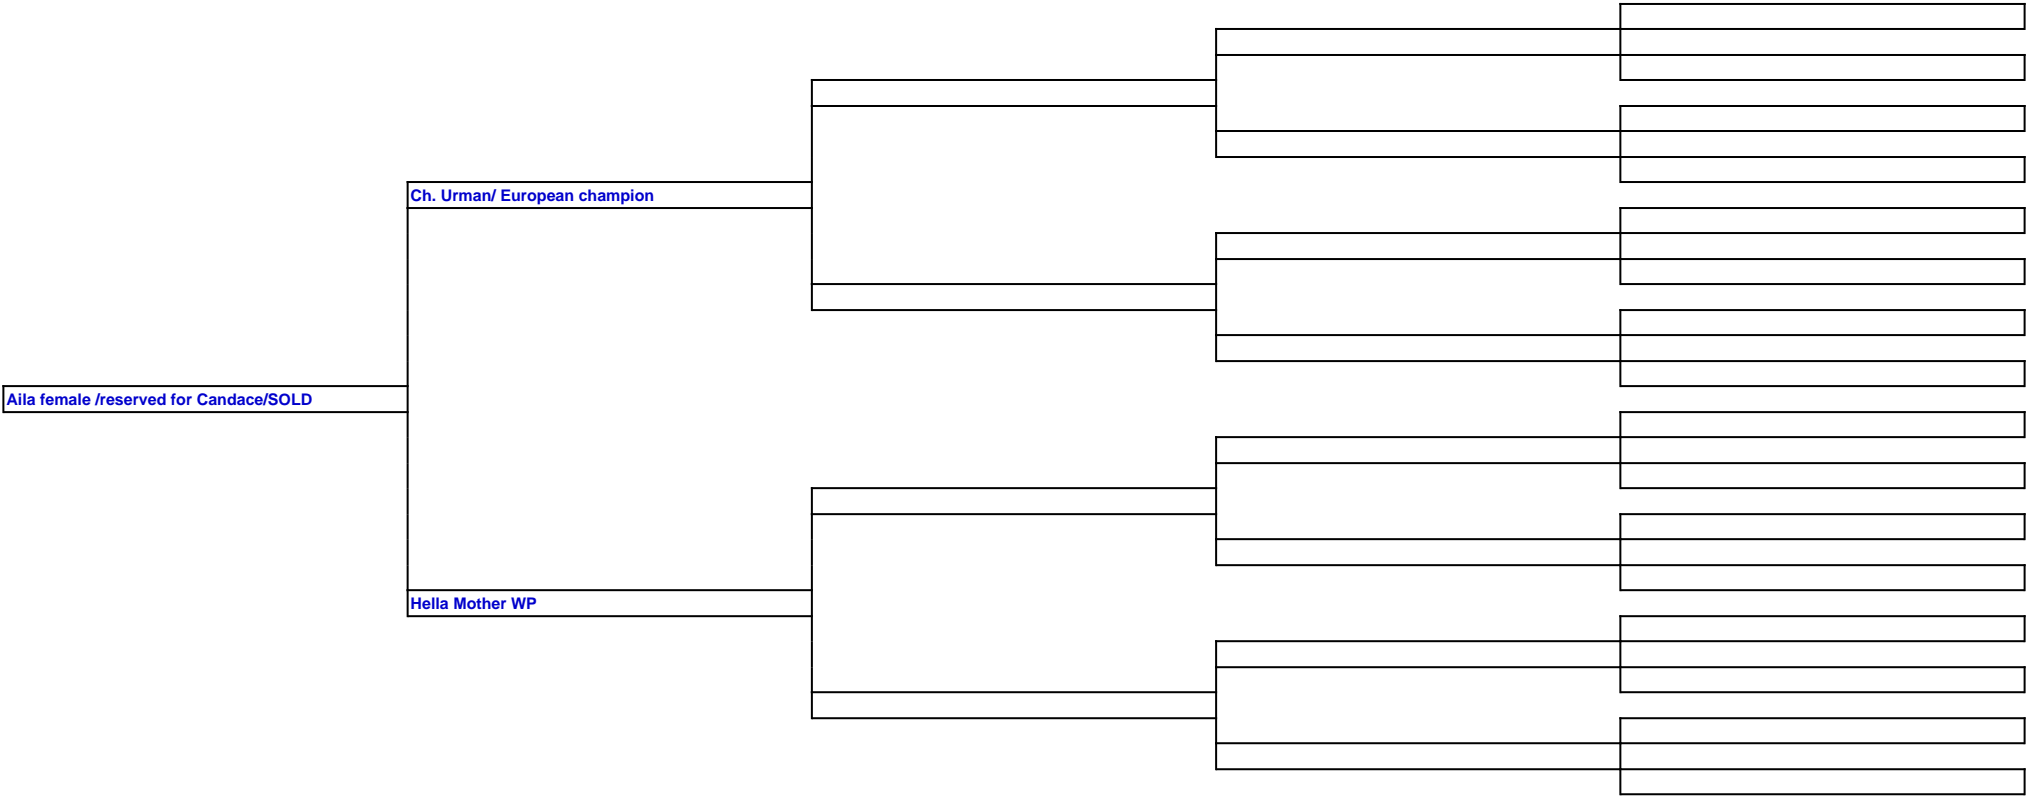 Ch. Urman/ European champion
Aila female /reserved for Candace/SOLD
Hella Mother WP